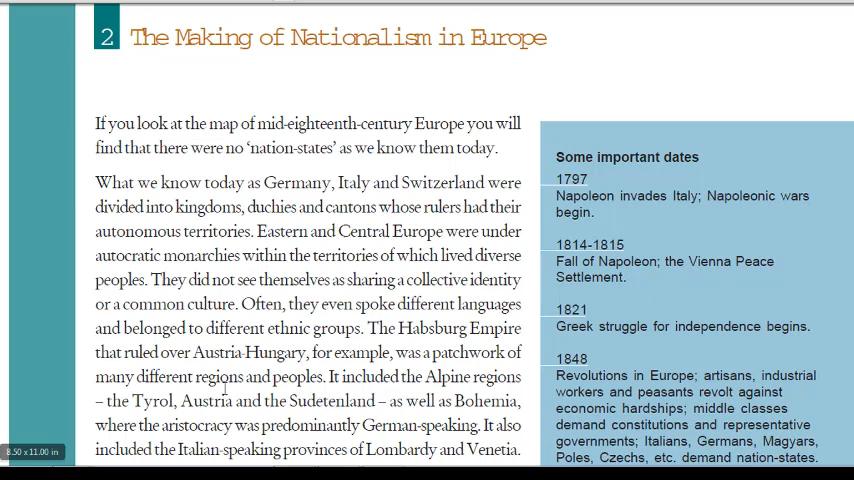 2 The Making of Nationalism in Europe
If you look at the map of mid-eighteenth-century Europe you will
find that there were no ‘nation-states’ as we know them today.
What we know today as Germany, Italy and Switzerland were
divided into kingdoms, duchies and cantons whose rulers had their
autonomous territories. Eastern and Central Europe were under
autocratic monarchies within the territories of which lived diverse
peoples. They did not see themselves as sharing a collective identity
or a common culture. Often, they even spoke different languages
and belonged to different ethnic groups. The Habsburg Empire
that ruled over Austria-Hungary, for example, was a patchwork of
many different regions and peoples. It included the Alpine regions
– the Tyrol, Austria and the Sudetenland – as well as Bohemia,
where the aristocracy was predominantly German-speaking. It also
included the Italian-speaking provinces of Lombardy and Venetia.
Some important dates
1797
Napoleon invades Italy; Napoleonic wars
begin.
1814-1815
Fall of Napoleon; the Vienna Peace
Settlement.
1821
Greek struggle for independence begins.
1848
Revolutions in Europe; artisans, industrial
workers and peasants revolt against
economic hardships; middle classes
demand constitutions and representative
governments; Italians, Germans, Magyars,
Poles, Czechs, etc. demand nation-states.
8.50 x 11.00 in